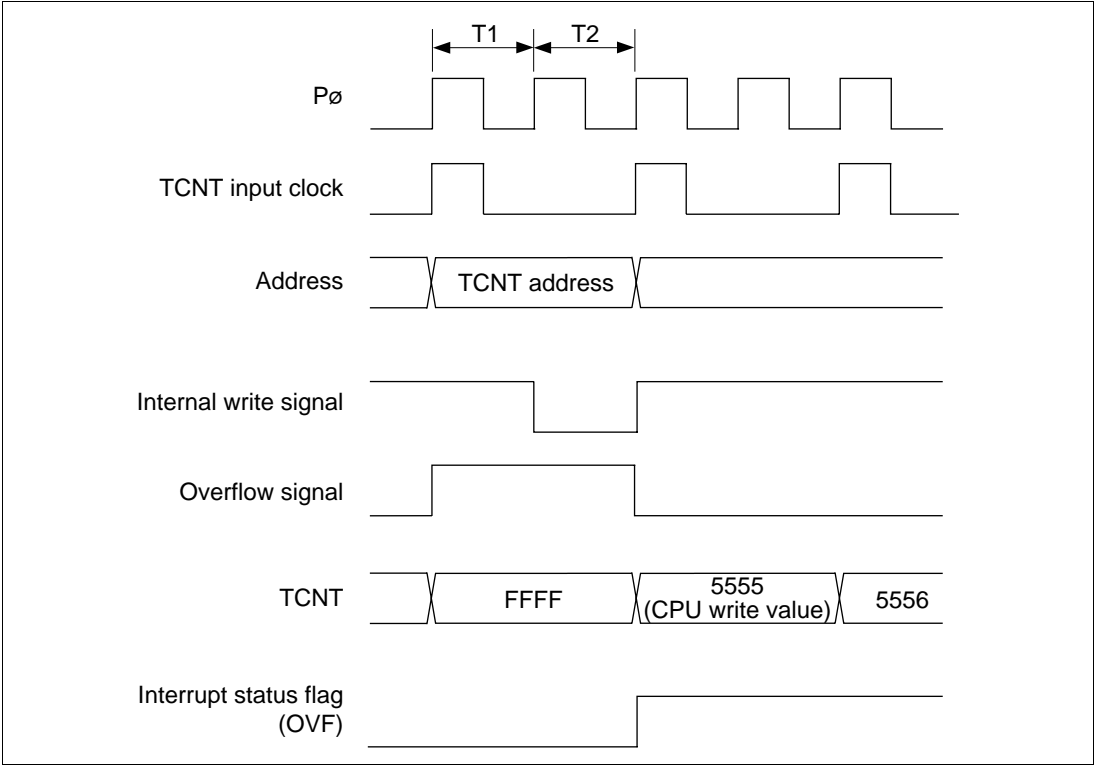 T1 T2
Pø
TCNT input clock
Address
TCNT address
Internal write signal
Overflow signal
TCNT
FFFF
5555
(CPU write value)
5556
Interrupt status flag
(OVF)